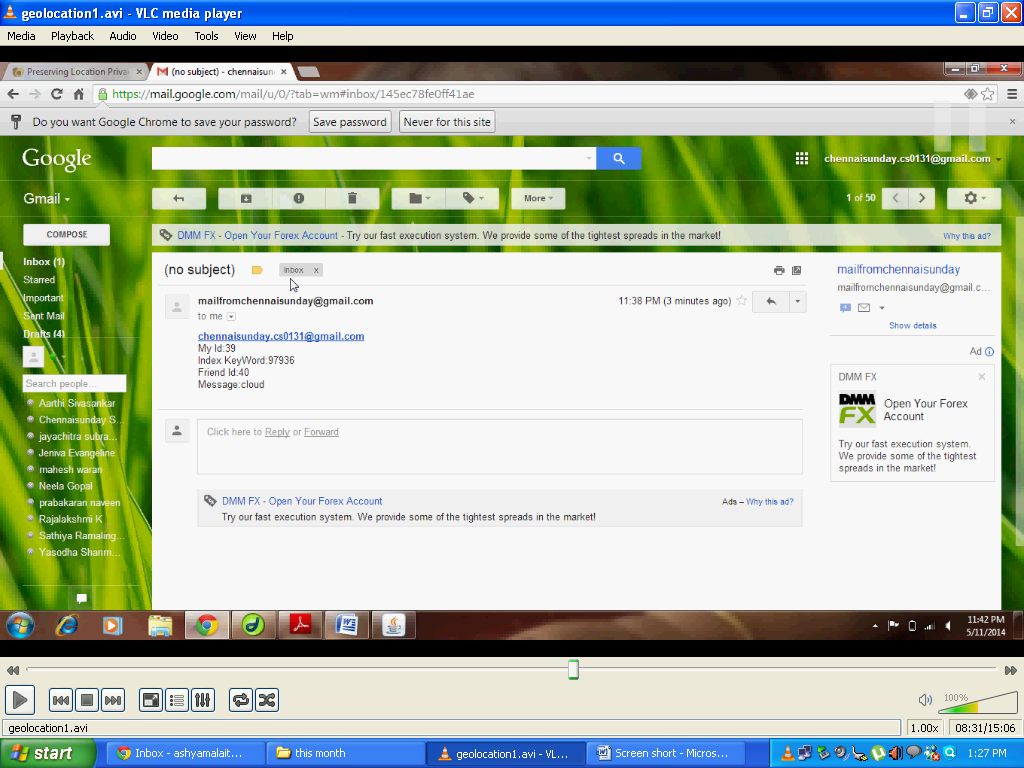 geolocation1.avi - VLC media player
Media Playback Audio Video Tools View Help
Preserving Location Priva
(no subject) - chennaisun
https://mail.google.com/mail/u/0/?tab=wm#inbox/145ec78fe0ff41ae
Do you want Google Chrome to save your password? Save password Never for this site
Google
chennaisunday.cs0131@gmail.com
Gmail
More
1 of 50
COMPOSE
DMM FX - Open Your Forex Account - Try our fast execution system. We provide some of the tightest spreads in the market!
Why this ad?
Inbox (1)
Starred
Important
Sent Mail
Drafts (4)
Search people...
Aarthi Sivasankar
Chennaisunday S...
jayachitra subra...
Jeniva Evangeline
mahesh waran
Neela Gopal
prabakaran naveen
Rajalakshmi K
Sathiya Ramaling...
Yasodha Shanm...
(no subject) Inbox x
mailfromchennaisunday@gmail.com
11:38 PM (3 minutes ago)
to me
chennaisunday.cs0131@gmail.com
My Id:39
Index KeyWord:97936
Friend Id:40
Message:cloud
Click here to Reply or Forward
DMM FX - Open Your Forex Account
Ads – Why this ad?
Try our fast execution system. We provide some of the tightest spreads in the market!
mailfromchennaisunday
mailfromchennaisunday@gmail.c...
Show details
Ad
DMM FX
DMM
FX
Open Your Forex
Account
Try our fast execution system.
We provide some of the tightest
spreads in the market!
11:42 PM
5/11/2014
100%
geolocation1.avi
1.00x
08:31/15:06
start
Inbox - ashyamalait...
this month
geolocation1.avi - VL...
Screen short - Micros...
1:27 PM